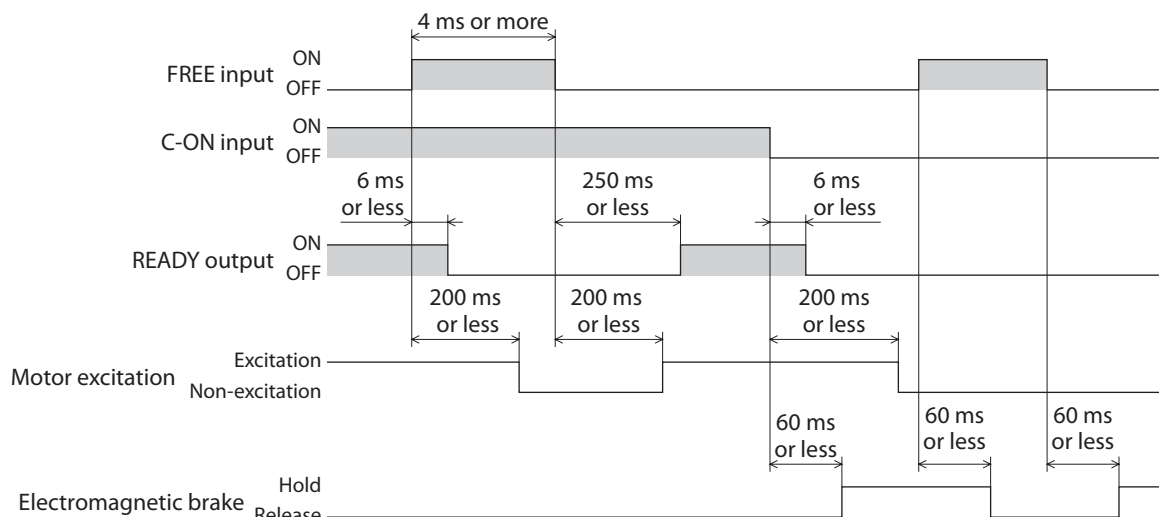 4 ms or more
FREE input
ON
OFF
C-ON input
ON
OFF
6 ms
or less
250 ms
or less
6 ms
or less
READY output
ON
OFF
200 ms
or less
200 ms
or less
200 ms
or less
Motor excitation
Excitation
Non-excitation
60 ms
or less
60 ms
or less
60 ms
or less
Electromagnetic brake
Hold
Release